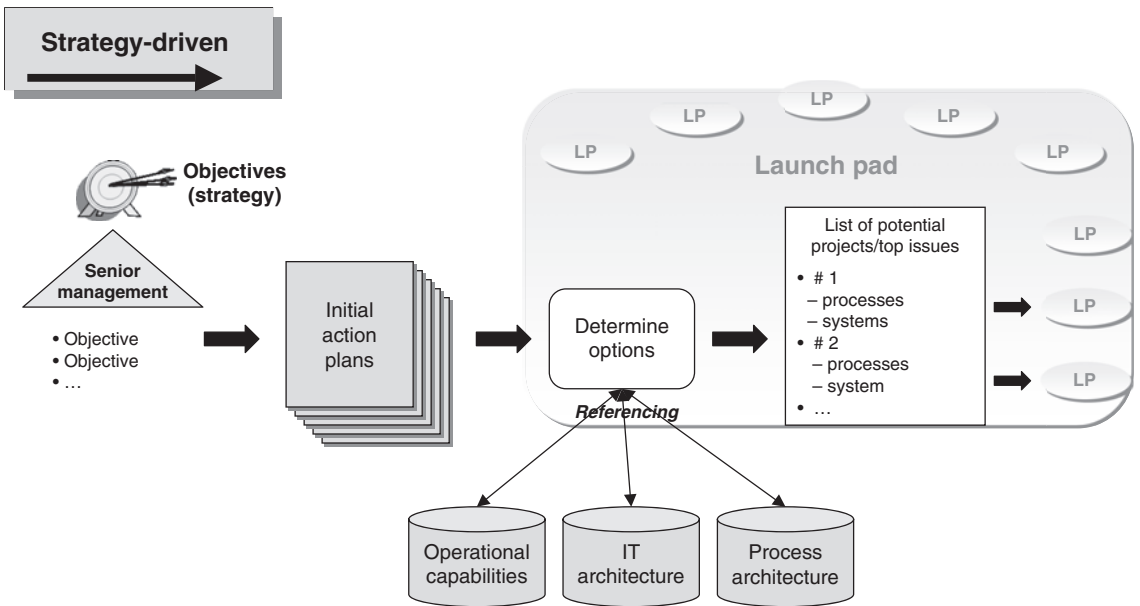 Strategy-driven
Objectives
(strategy)
Senior
management
• Objective
• Objective
• ...
Initial
action
plans
LP
LP
LP
LP
LP
Launch pad
Determine
options
Referencing
List of potential
projects/top issues
• # 1
– processes
– systems
• # 2
– processes
– system
• ...
LP
LP
LP
Operational
capabilities
IT
architecture
Process
architecture